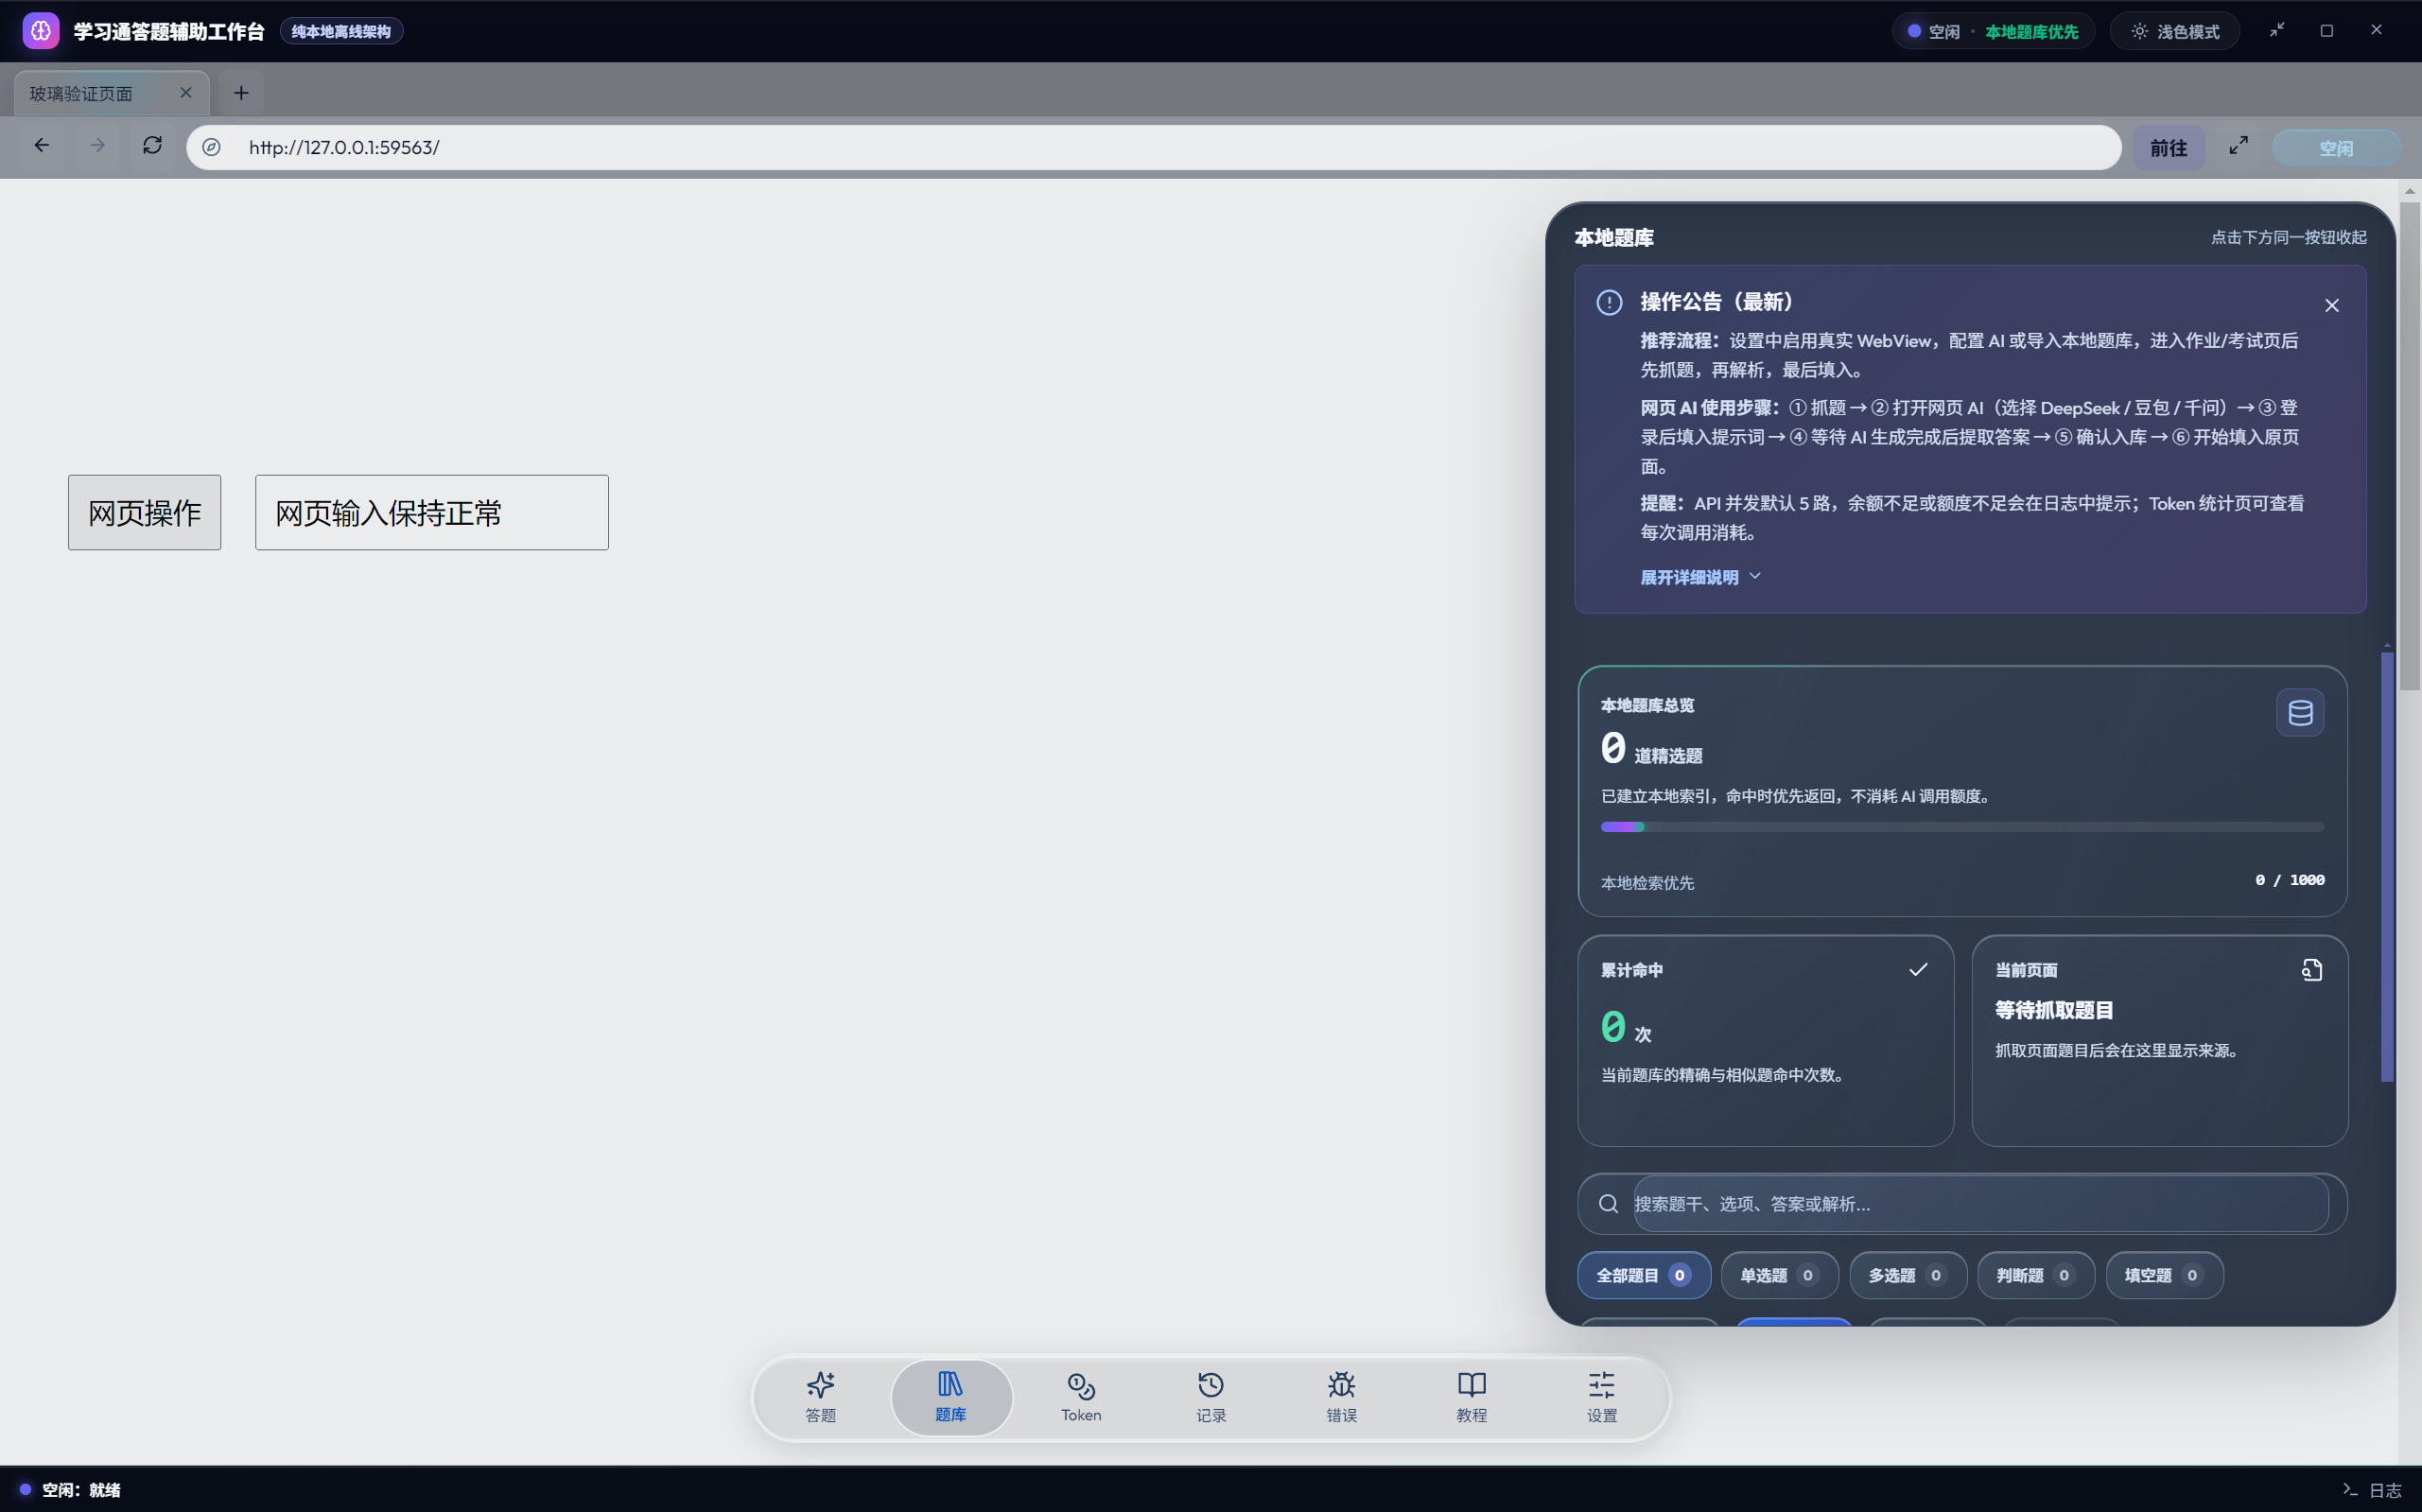 学习通答题辅助工作台 纯本地离线架构 空闲 · 本地题库优先 浅色模式
玻璃验证页面
http://127.0.0.1:59563/ 前往 空闲
网页操作 网页输入保持正常
本地题库 点击下方同一按钮收起
操作公告（最新）
推荐流程：设置中启用真实 WebView，配置 AI 或导入本地题库，进入作业/考试页后
先抓题，再解析，最后填入。
网页 AI 使用步骤：① 抓题 → ② 打开网页 AI（选择 DeepSeek / 豆包 / 千问）→ ③ 登
录后填入提示词 → ④ 等待 AI 生成完成后提取答案 → ⑤ 确认入库 → ⑥ 开始填入原页
面。
提醒：API 并发默认 5 路，余额不足或额度不足会在日志中提示；Token 统计页可查看
每次调用消耗。
展开详细说明
本地题库总览
0 道精选题
已建立本地索引，命中时优先返回，不消耗 AI 调用额度。
本地检索优先 0 / 1000
累计命中
0 次
当前题库的精确与相似题命中次数。
当前页面
等待抓取题目
抓取页面题目后会在这里显示来源。
搜索题干、选项、答案或解析...
全部题目 0 单选题 0 多选题 0 判断题 0 填空题 0
答题 题库 Token 记录 错误 教程 设置
空闲：就绪 日志